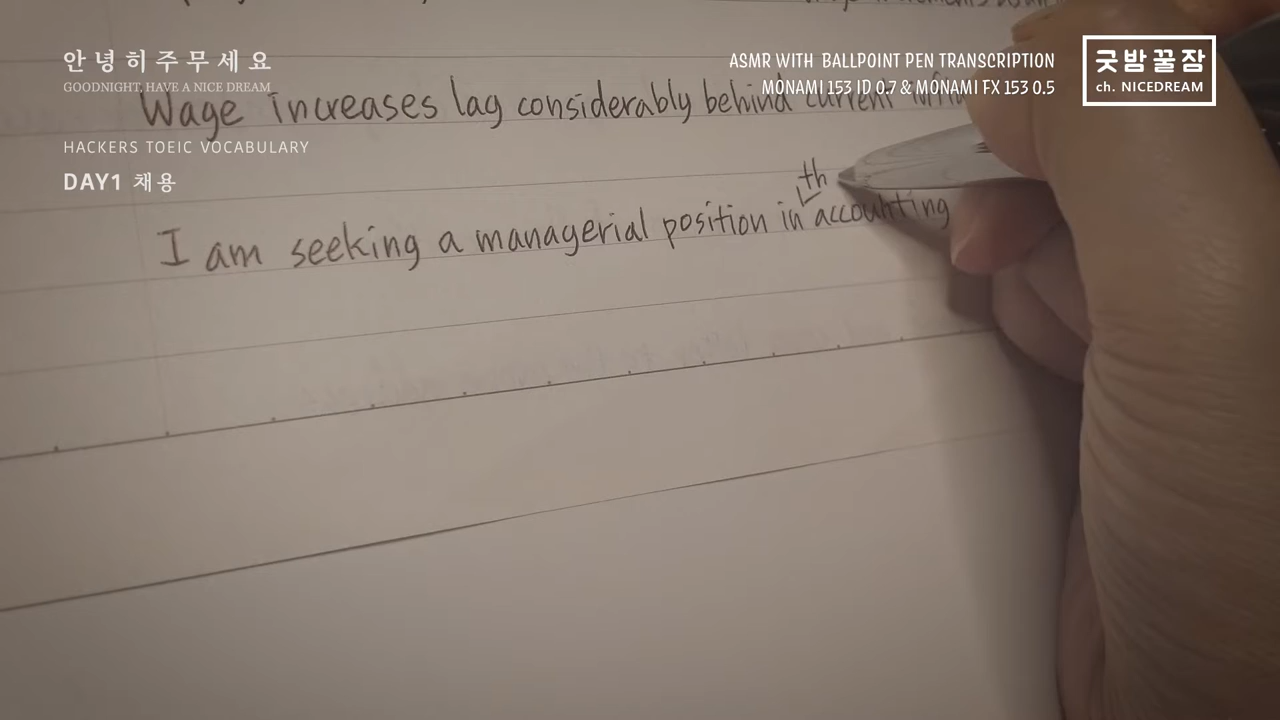 안녕히주무세요
GOODNIGHT, HAVE A NICE DREAM
HACKERS TOEIC VOCABULARY
DAY1 채용
ASMR WITH BALLPOINT PEN TRANSCRIPTION
MONAMI 153 ID 0.7 & MONAMI FX 153 0.5
굿밤꿀잠
ch. NICEDREAM
Wage increases lag considerably behind current
th
I am seeking a managerial position in accounting